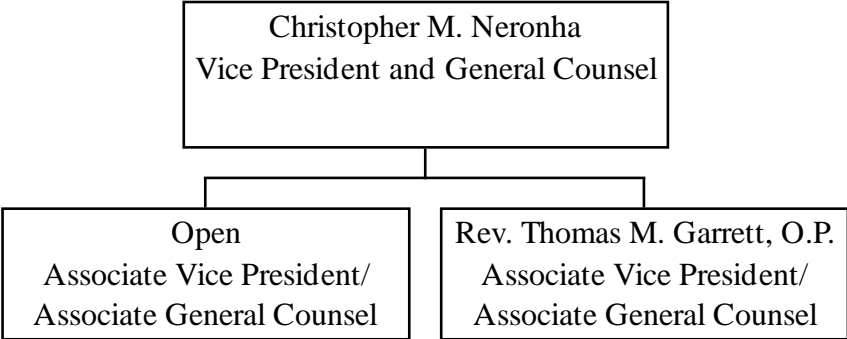 Christopher M. Neronha
Vice President and General Counsel
Open
Associate Vice President/
Associate General Counsel
Rev. Thomas M. Garrett, O.P.
Associate Vice President/
Associate General Counsel